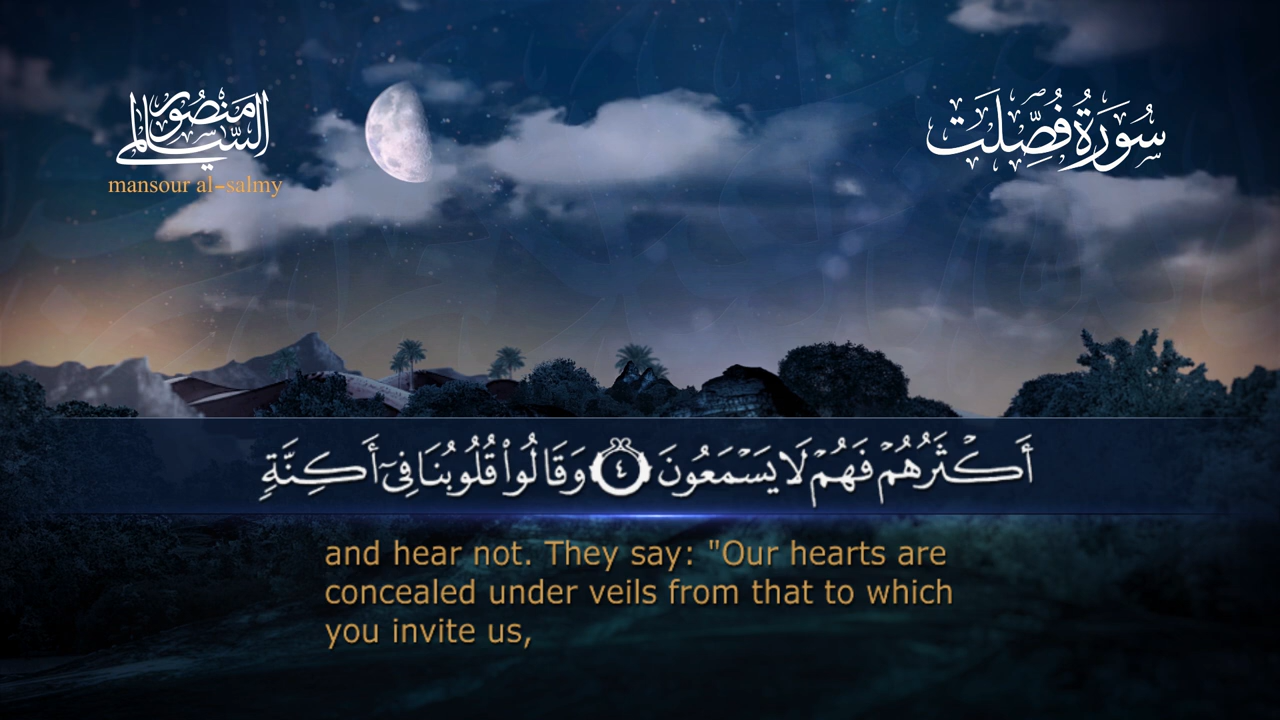 المنصور السالمي
mansour al-salmy
سُورَةُ فُصِّلَتْ
أَكْثَرُهُمْ فَهُمْ لَا يَسْمَعُونَ ٤ وَقَالُوا۟ قُلُوبُنَا فِىٓ أَكِنَّةٍ
and hear not. They say: "Our hearts are
concealed under veils from that to which
you invite us,